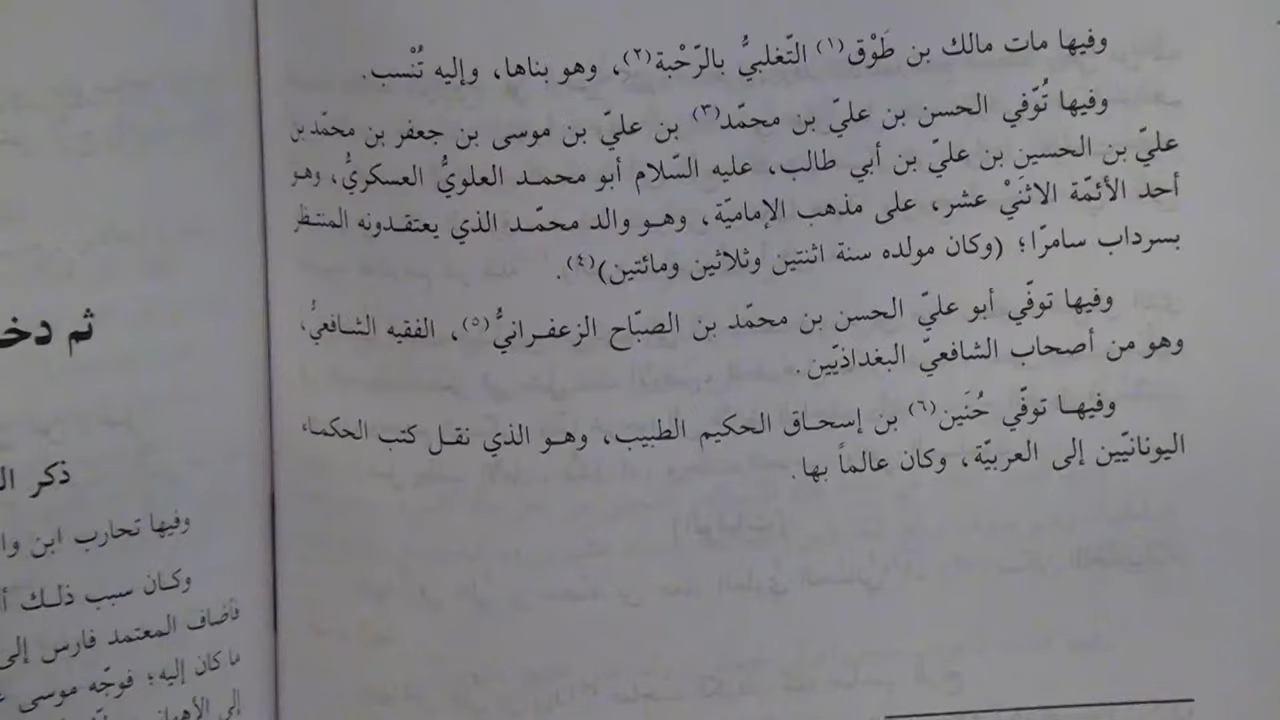 وفيها مات مالك بن طَوْق(١) التّغلبيُّ بالرّحْبة(٢)، وهو بناها، وإليه تُنْسب.
وفيها تُوّفي الحسن بن عليّ بن محمّد(٣) بن عليّ بن موسى بن جعفر بن محمّد بن
عليّ بن الحسين بن عليّ بن أبي طالب، عليه السّلام أبو محمد العلويُّ العسكريُّ، وهو
أحد الأئمّة الاثنَيْ عشر، على مذهب الإماميّة، وهو والد محمّد الذي يعتقدونه المنتظر
بسرداب سامرّا؛ (وكان مولده سنة اثنتين وثلاثين ومائتين)(٤).
وفيها توفّي أبو عليّ الحسن بن محمّد بن الصبّاح الزعفرانيُّ(٥)، الفقيه الشافعيُّ،
وهو من أصحاب الشافعيّ البغداذيّين.
وفيها توفّي حُنَين(٦) بن إسحاق الحكيم الطبيب، وهو الذي نقل كتب الحكماء
اليونانيّين إلى العربيّة، وكان عالماً بها.
ثم
ذكر
وفيها تحارب ابن
وكان سبب ذلك
فأضاف المعتمد فارس إلى
ما كان إليه؛ فوجّه موسى
إلى